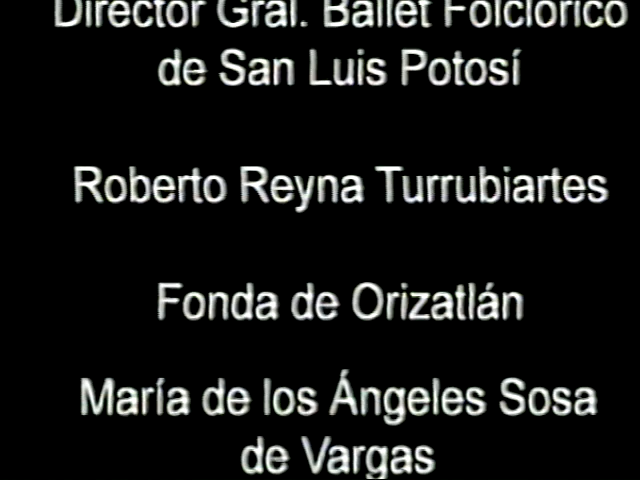 Director Gral. Ballet Folclórico
de San Luis Potosí
Roberto Reyna Turrubiartes
Fonda de Orizatlán
María de los Ángeles Sosa
de Vargas